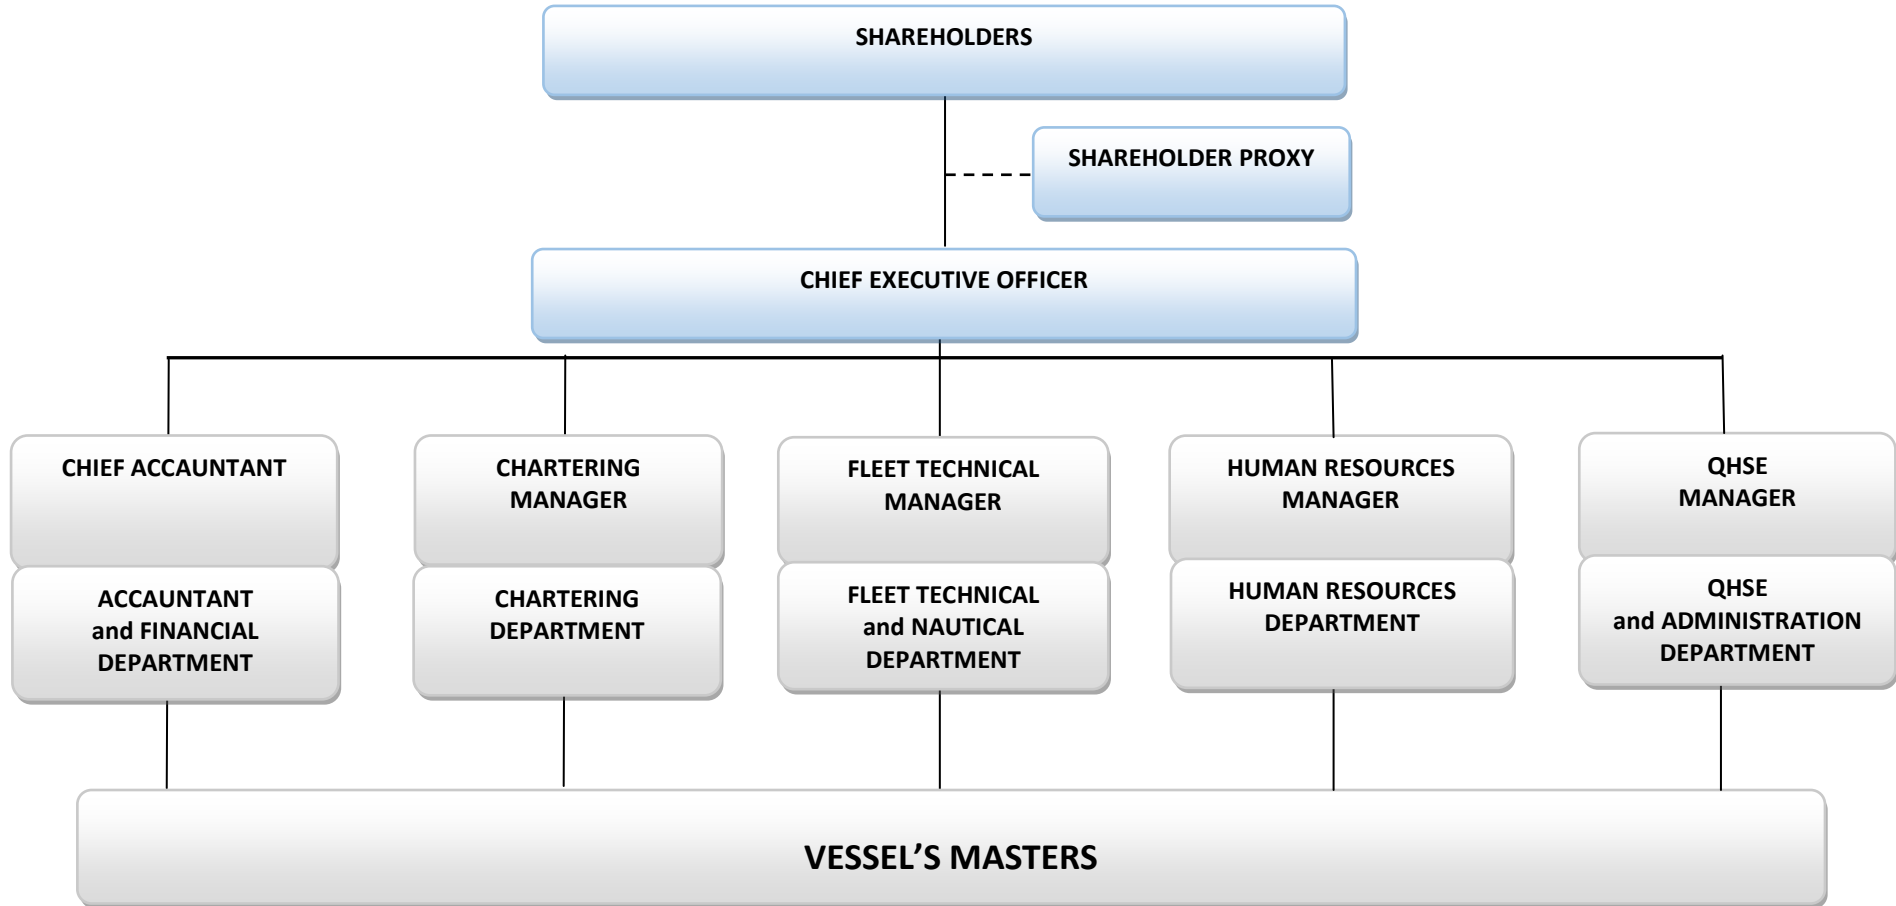 SHAREHOLDERS
SHAREHOLDER PROXY
CHIEF EXECUTIVE OFFICER
CHIEF ACCAUNTANT
CHARTERING
MANAGER
FLEET TECHNICAL
MANAGER
HUMAN RESOURCES
MANAGER
QHSE
MANAGER
ACCAUNTANT
and FINANCIAL
DEPARTMENT
CHARTERING
DEPARTMENT
FLEET TECHNICAL
and NAUTICAL
DEPARTMENT
HUMAN RESOURCES
DEPARTMENT
QHSE
and ADMINISTRATION
DEPARTMENT
VESSEL’S MASTERS